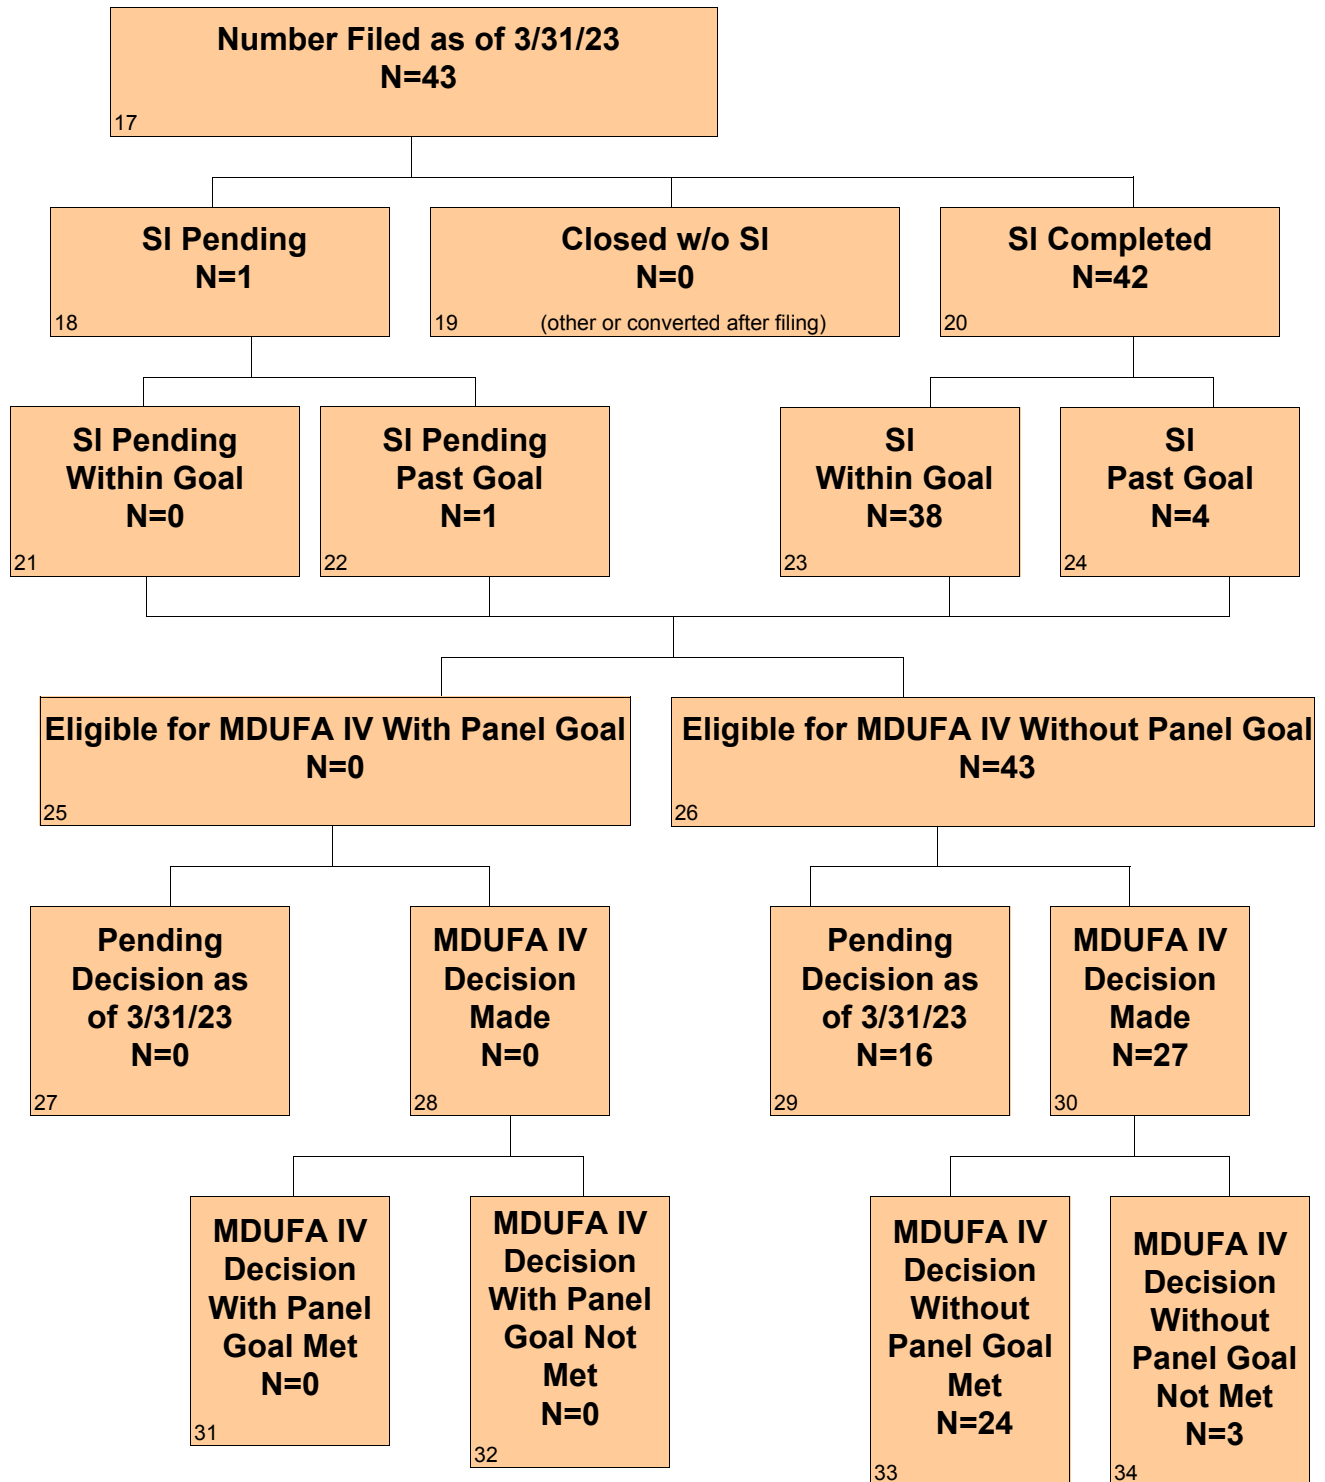 Number Filed as of 3/31/23
N=43
17
SI Pending
N=1
18
Closed w/o SI
N=0
19
(other or converted after filing)
SI Completed
N=42
20
SI Pending
Within Goal
N=0
21
SI Pending
Past Goal
N=1
22
SI
Within Goal
N=38
23
SI
Past Goal
N=4
24
Eligible for MDUFA IV With Panel Goal
N=0
25
Eligible for MDUFA IV Without Panel Goal
N=43
26
Pending
Decision as
of 3/31/23
N=0
27
MDUFA IV
Decision
Made
N=0
28
Pending
Decision as
of 3/31/23
N=16
29
MDUFA IV
Decision
Made
N=27
30
MDUFA IV
Decision
With Panel
Goal Met
N=0
31
MDUFA IV
Decision
With Panel
Goal Not
Met
N=0
32
MDUFA IV
Decision
Without
Panel Goal
Met
N=24
33
MDUFA IV
Decision
Without
Panel Goal
Not Met
N=3
34